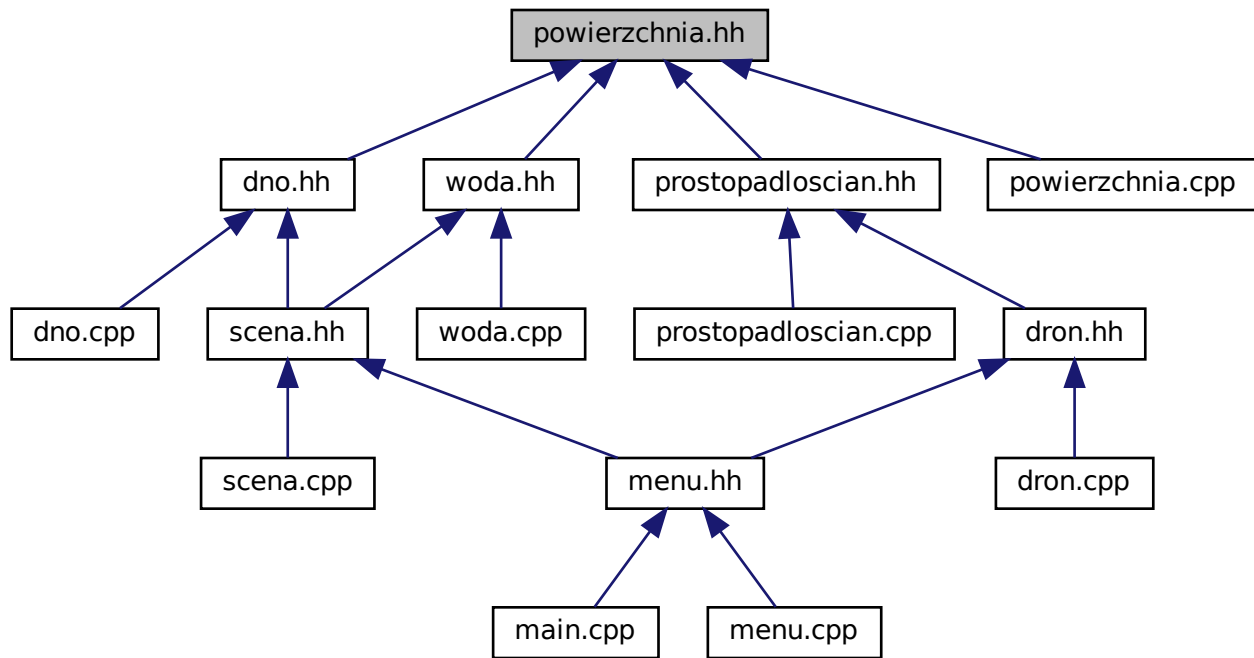 powierzchnia.hh
dno.hh
woda.hh
prostopadloscian.hh
powierzchnia.cpp
dno.cpp
scena.hh
woda.cpp
prostopadloscian.cpp
dron.hh
scena.cpp
menu.hh
dron.cpp
main.cpp
menu.cpp